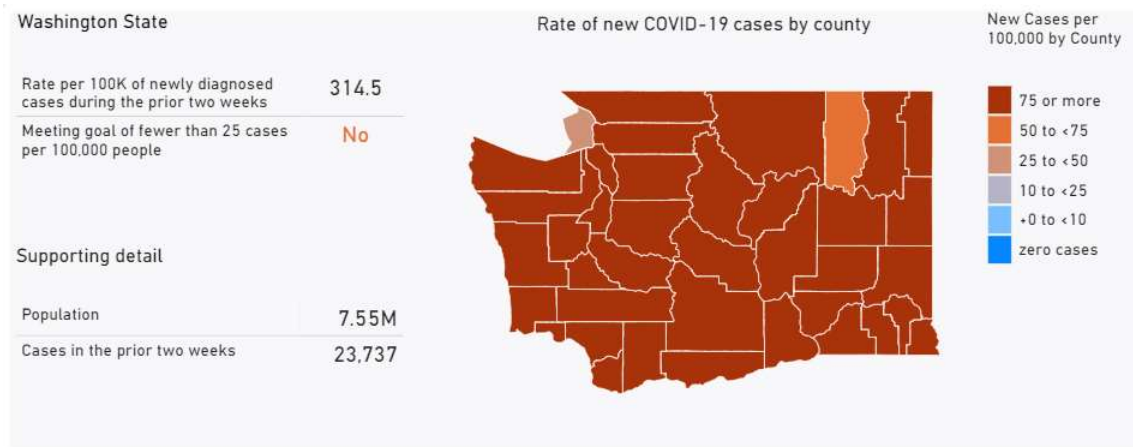 Washington State
Rate per 100K of newly diagnosed
cases during the prior two weeks
314.5
Meeting goal of fewer than 25 cases
per 100,000 people
No
Supporting detail
Population
7.55M
Cases in the prior two weeks
23,737
Rate of new COVID-19 cases by county
New Cases per
100,000 by County
75 or more
50 to <75
25 to <50
10 to <25
+0 to <10
zero cases